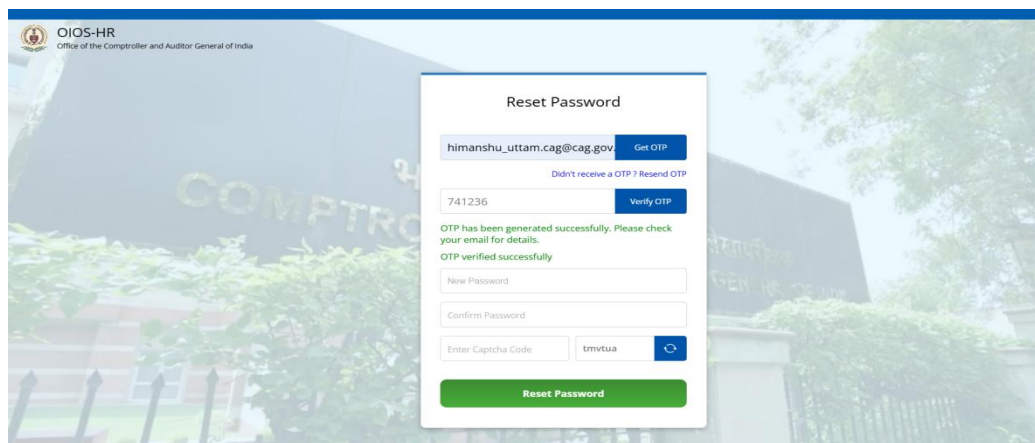 OIOS-HR
Office of the Comptroller and Auditor General of India
Reset Password
himanshu_uttam.cag@cag.gov.
Get OTP
Didn't receive a OTP ? Resend OTP
741236
Verify OTP
OTP has been generated successfully. Please check
your email for details.
OTP verified successfully
New Password
Confirm Password
Enter Captcha Code
tmvtua
Reset Password